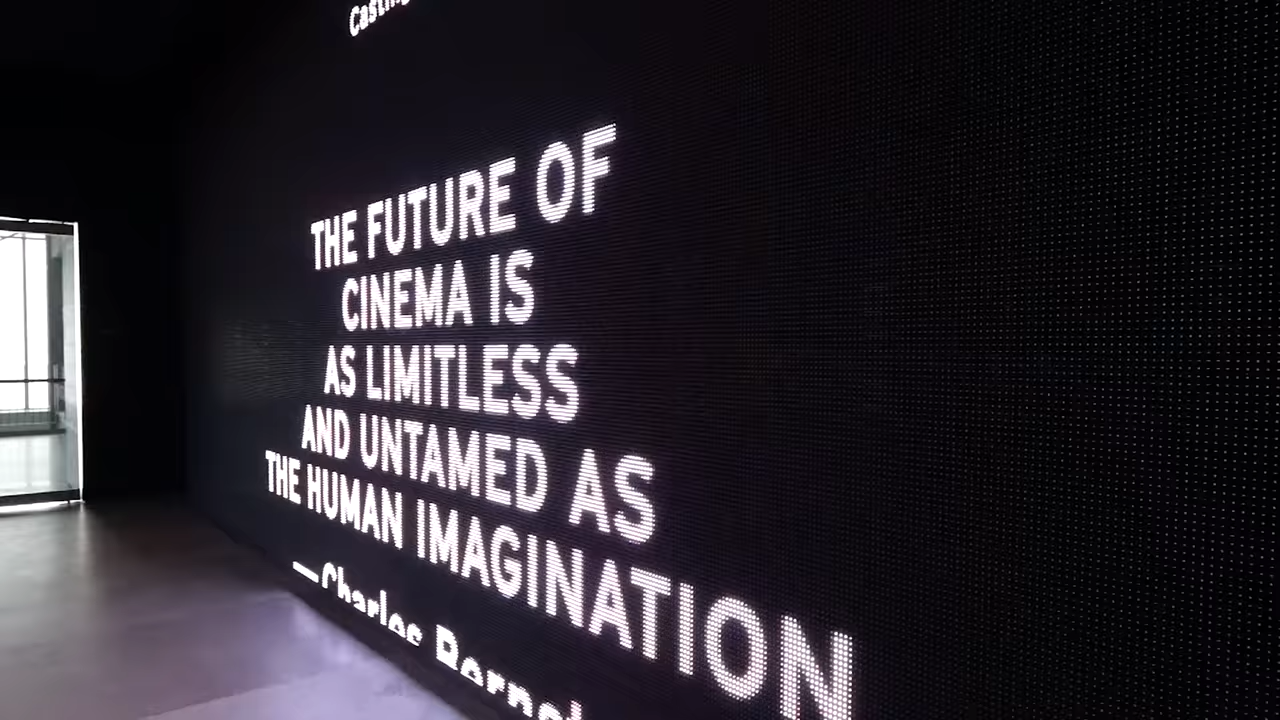 THE FUTURE OF
CINEMA IS
AS LIMITLESS
AND UNTAMED AS
THE HUMAN IMAGINATION
— Charles